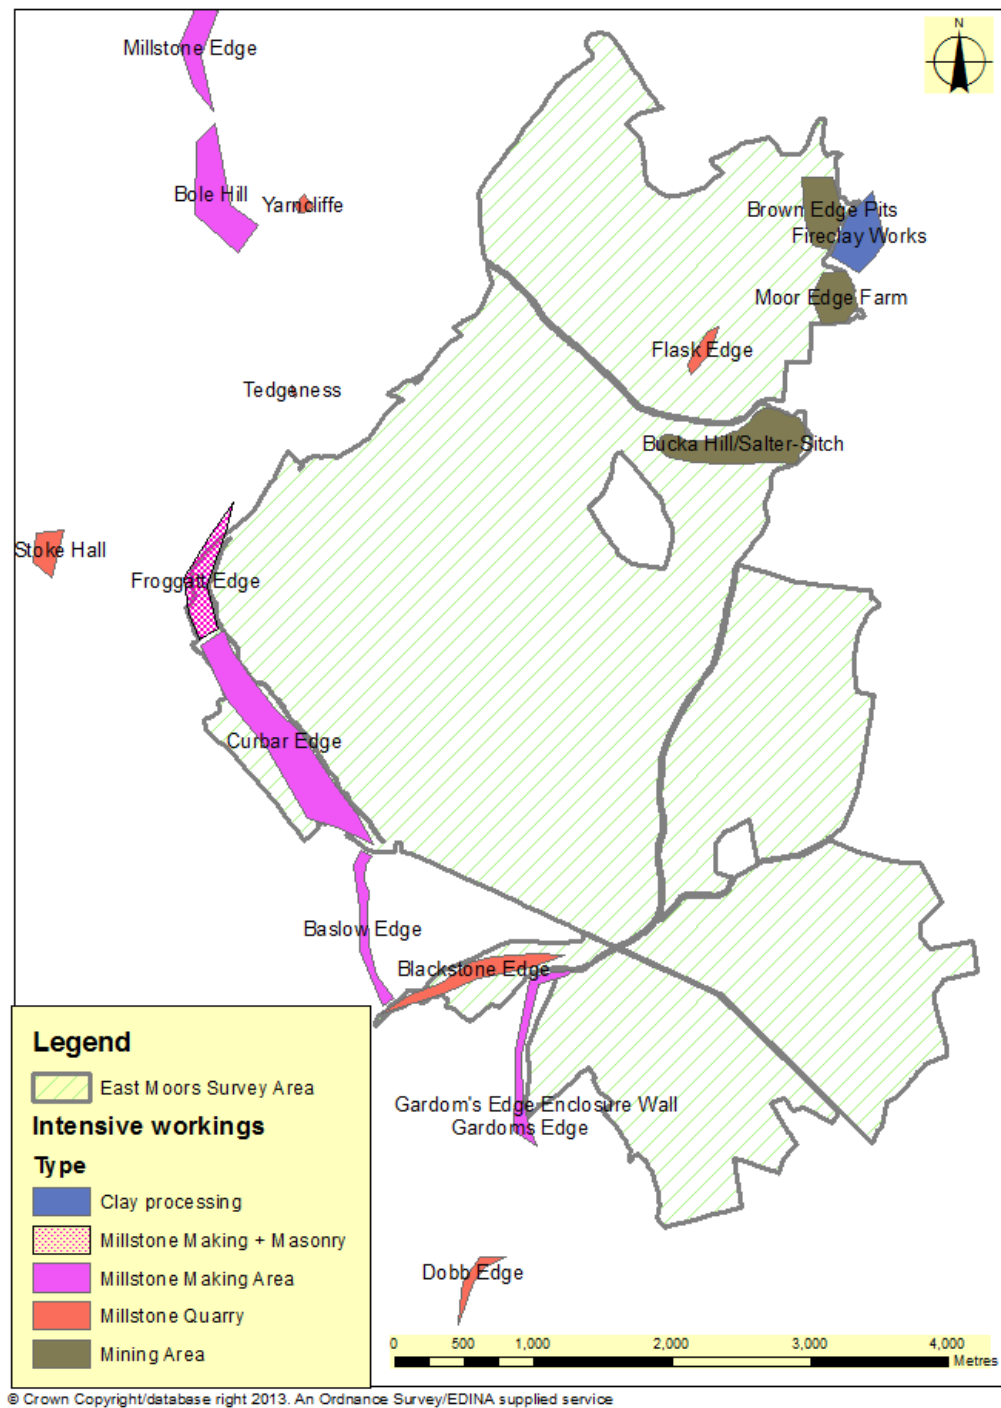 N
Millstone Edge
Bole Hill
Yarncliffe
Brown Edge Pits
Fireclay Works
Moor Edge Farm
Flask Edge
Tedgeness
Bucka Hill/Salter-Sitch
Stoke Hall
Froggatt Edge
Curbar Edge
Baslow Edge
Blackstone Edge
Gardom's Edge Enclosure Wall
Gardoms Edge
Dobb Edge
Legend
East Moors Survey Area
Intensive workings
Type
Clay processing
Millstone Making + Masonry
Millstone Making Area
Millstone Quarry
Mining Area
0 500 1,000 2,000 3,000 4,000
Metres
© Crown Copyright/database right 2013. An Ordnance Survey/EDINA supplied service